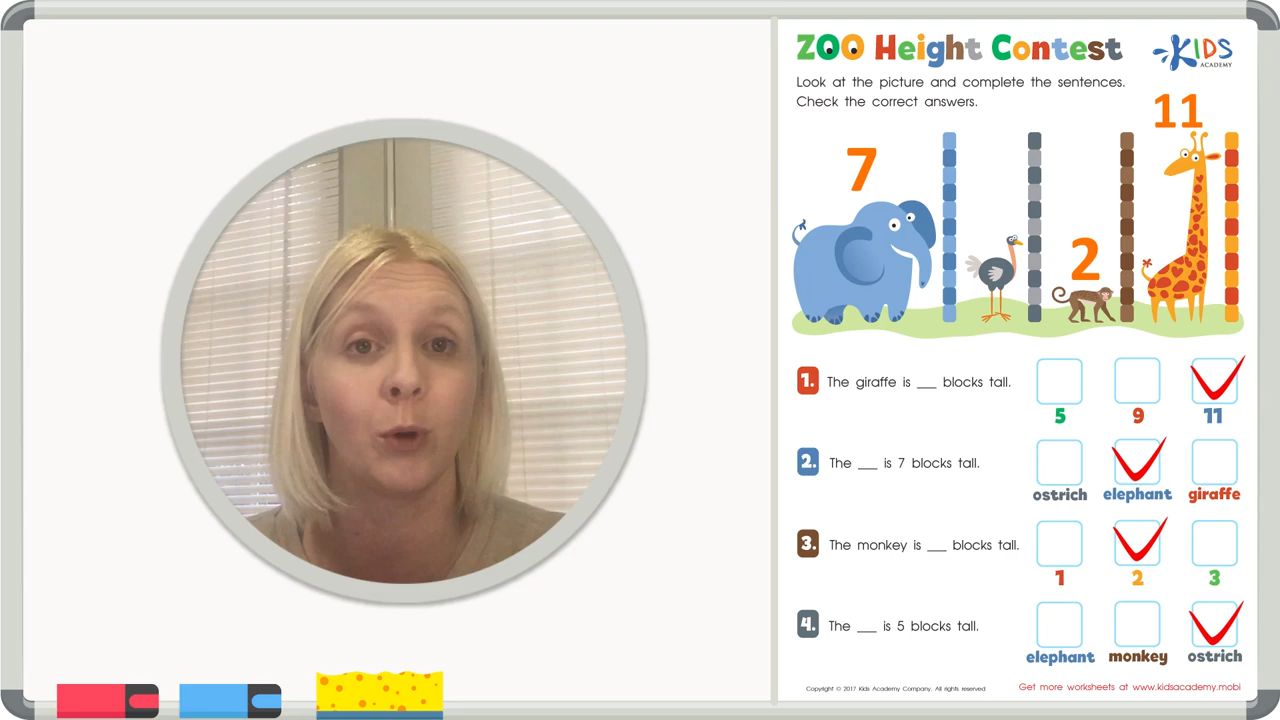 ZOO Height Contest
KIDS
ACADEMY
Look at the picture and complete the sentences.
Check the correct answers.
11
7
2
1. The giraffe is ___ blocks tall.
5 9 11
2. The ___ is 7 blocks tall.
ostrich elephant giraffe
3. The monkey is ___ blocks tall.
1 2 3
4. The ___ is 5 blocks tall.
elephant monkey ostrich
Copyright © 2017 Kids Academy Company. All rights reserved
Get more worksheets at www.kidsacademy.mobi